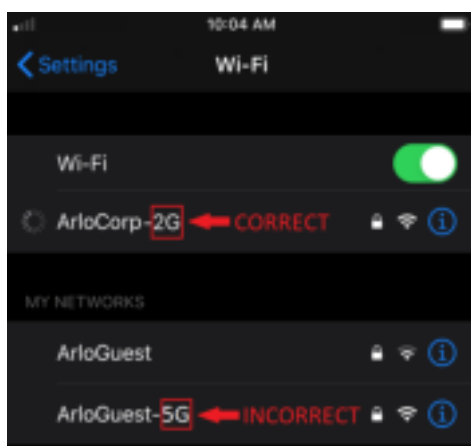 10:04 AM
Settings Wi-Fi
Wi-Fi
ArloCorp-2G CORRECT
MY NETWORKS
ArloGuest
ArloGuest-5G INCORRECT